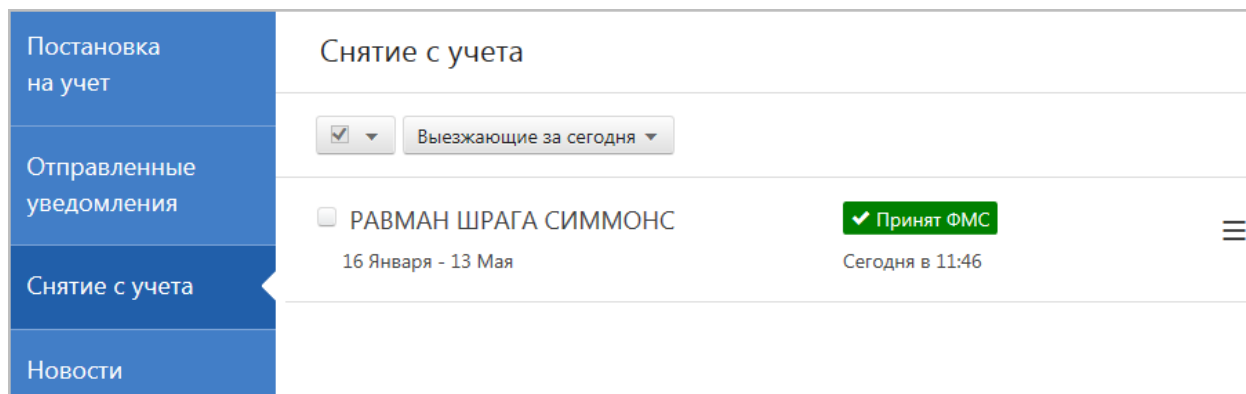 Постановка
на учет
Отправленные
уведомления
Снятие с учета
Новости
Снятие с учета
Выезжающие за сегодня
РАВМАН ШРАГА СИММОНС
Принят ФМС
16 Января - 13 Мая
Сегодня в 11:46